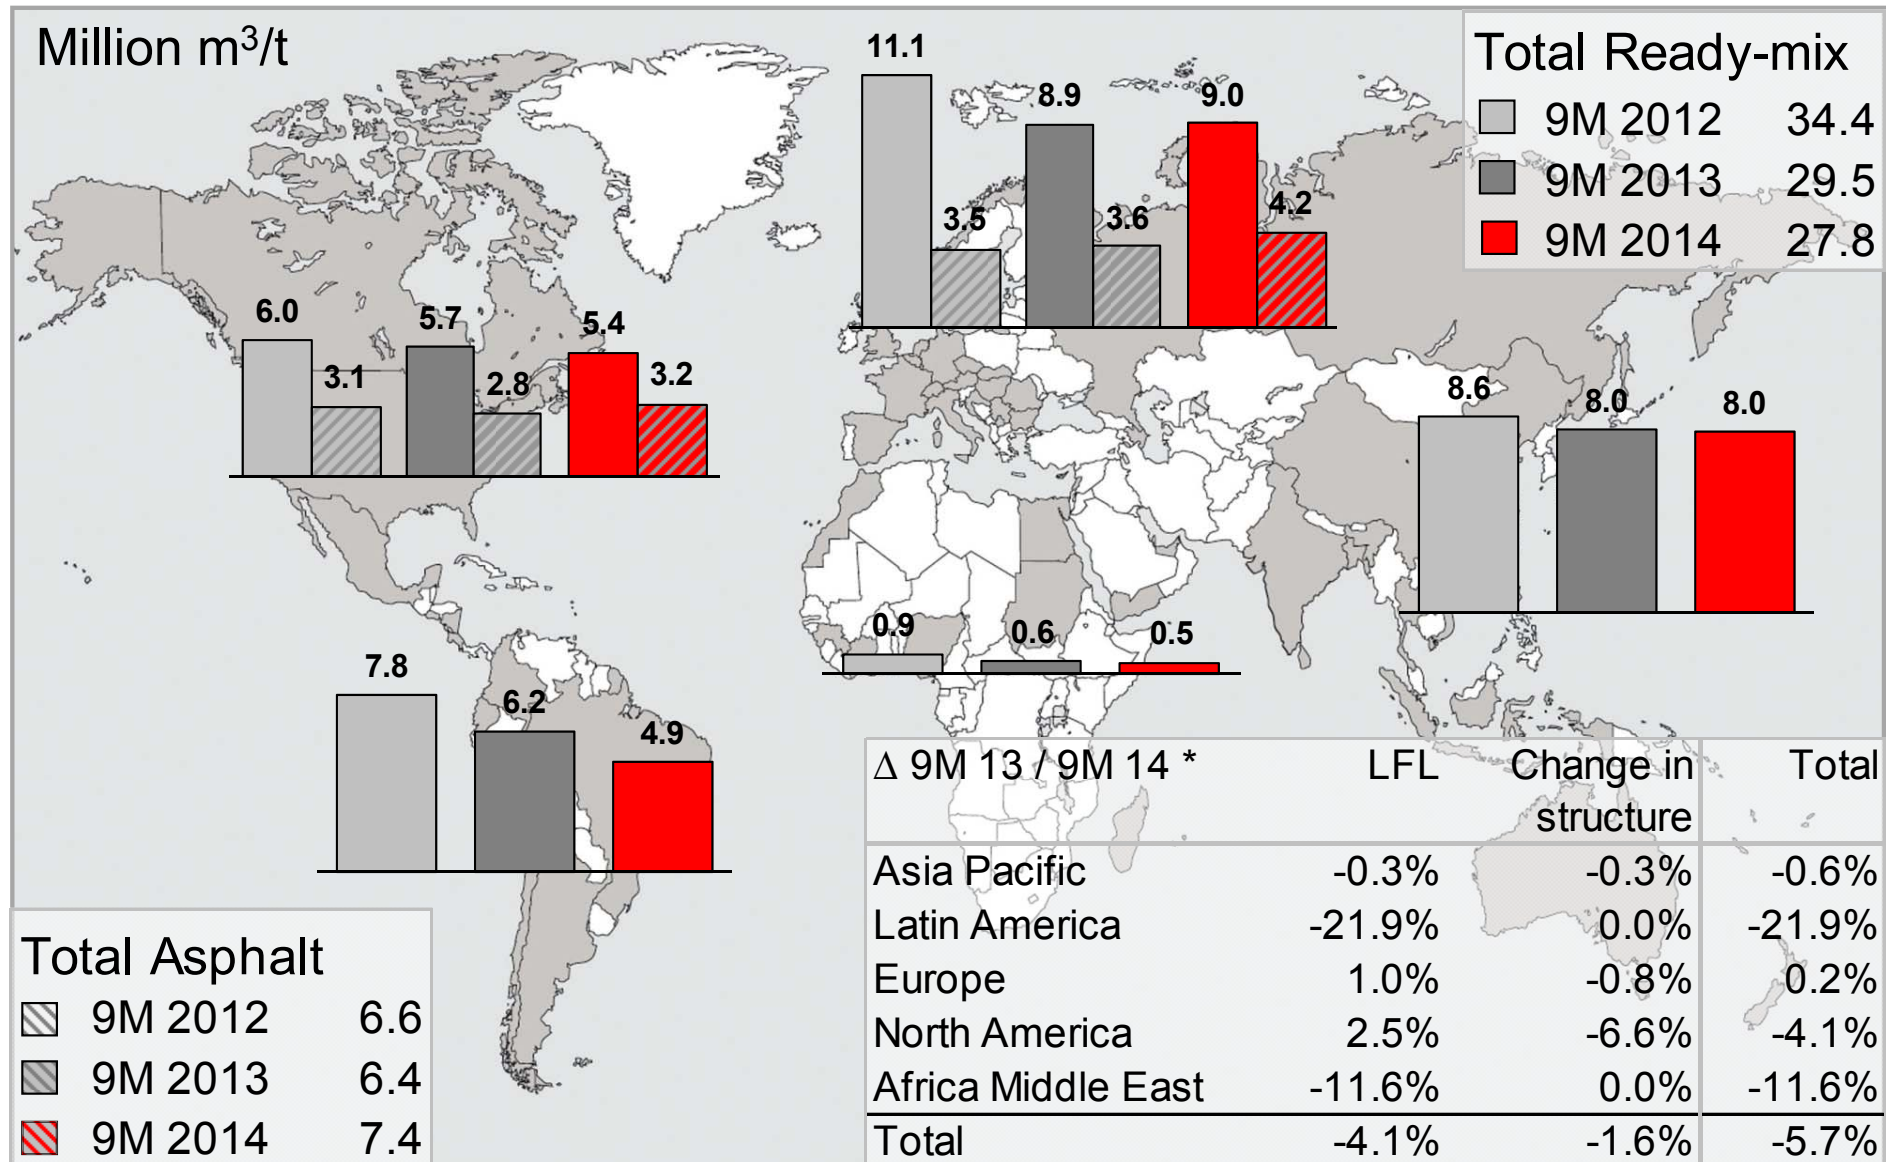 Million m³/t
Total Ready-mix
9M 2012 34.4
9M 2013 29.5
9M 2014 27.8
11.1
3.5
8.9
3.6
9.0
4.2
6.0
3.1
5.7
2.8
5.4
3.2
8.6
8.0
8.0
0.9
0.6
0.5
7.8
6.2
4.9
Δ 9M 13 / 9M 14 * LFL Change in Total
structure
Asia Pacific -0.3% -0.3% -0.6%
Latin America -21.9% 0.0% -21.9%
Europe 1.0% -0.8% 0.2%
North America 2.5% -6.6% -4.1%
Africa Middle East -11.6% 0.0% -11.6%
Total -4.1% -1.6% -5.7%
Total Asphalt
9M 2012 6.6
9M 2013 6.4
9M 2014 7.4